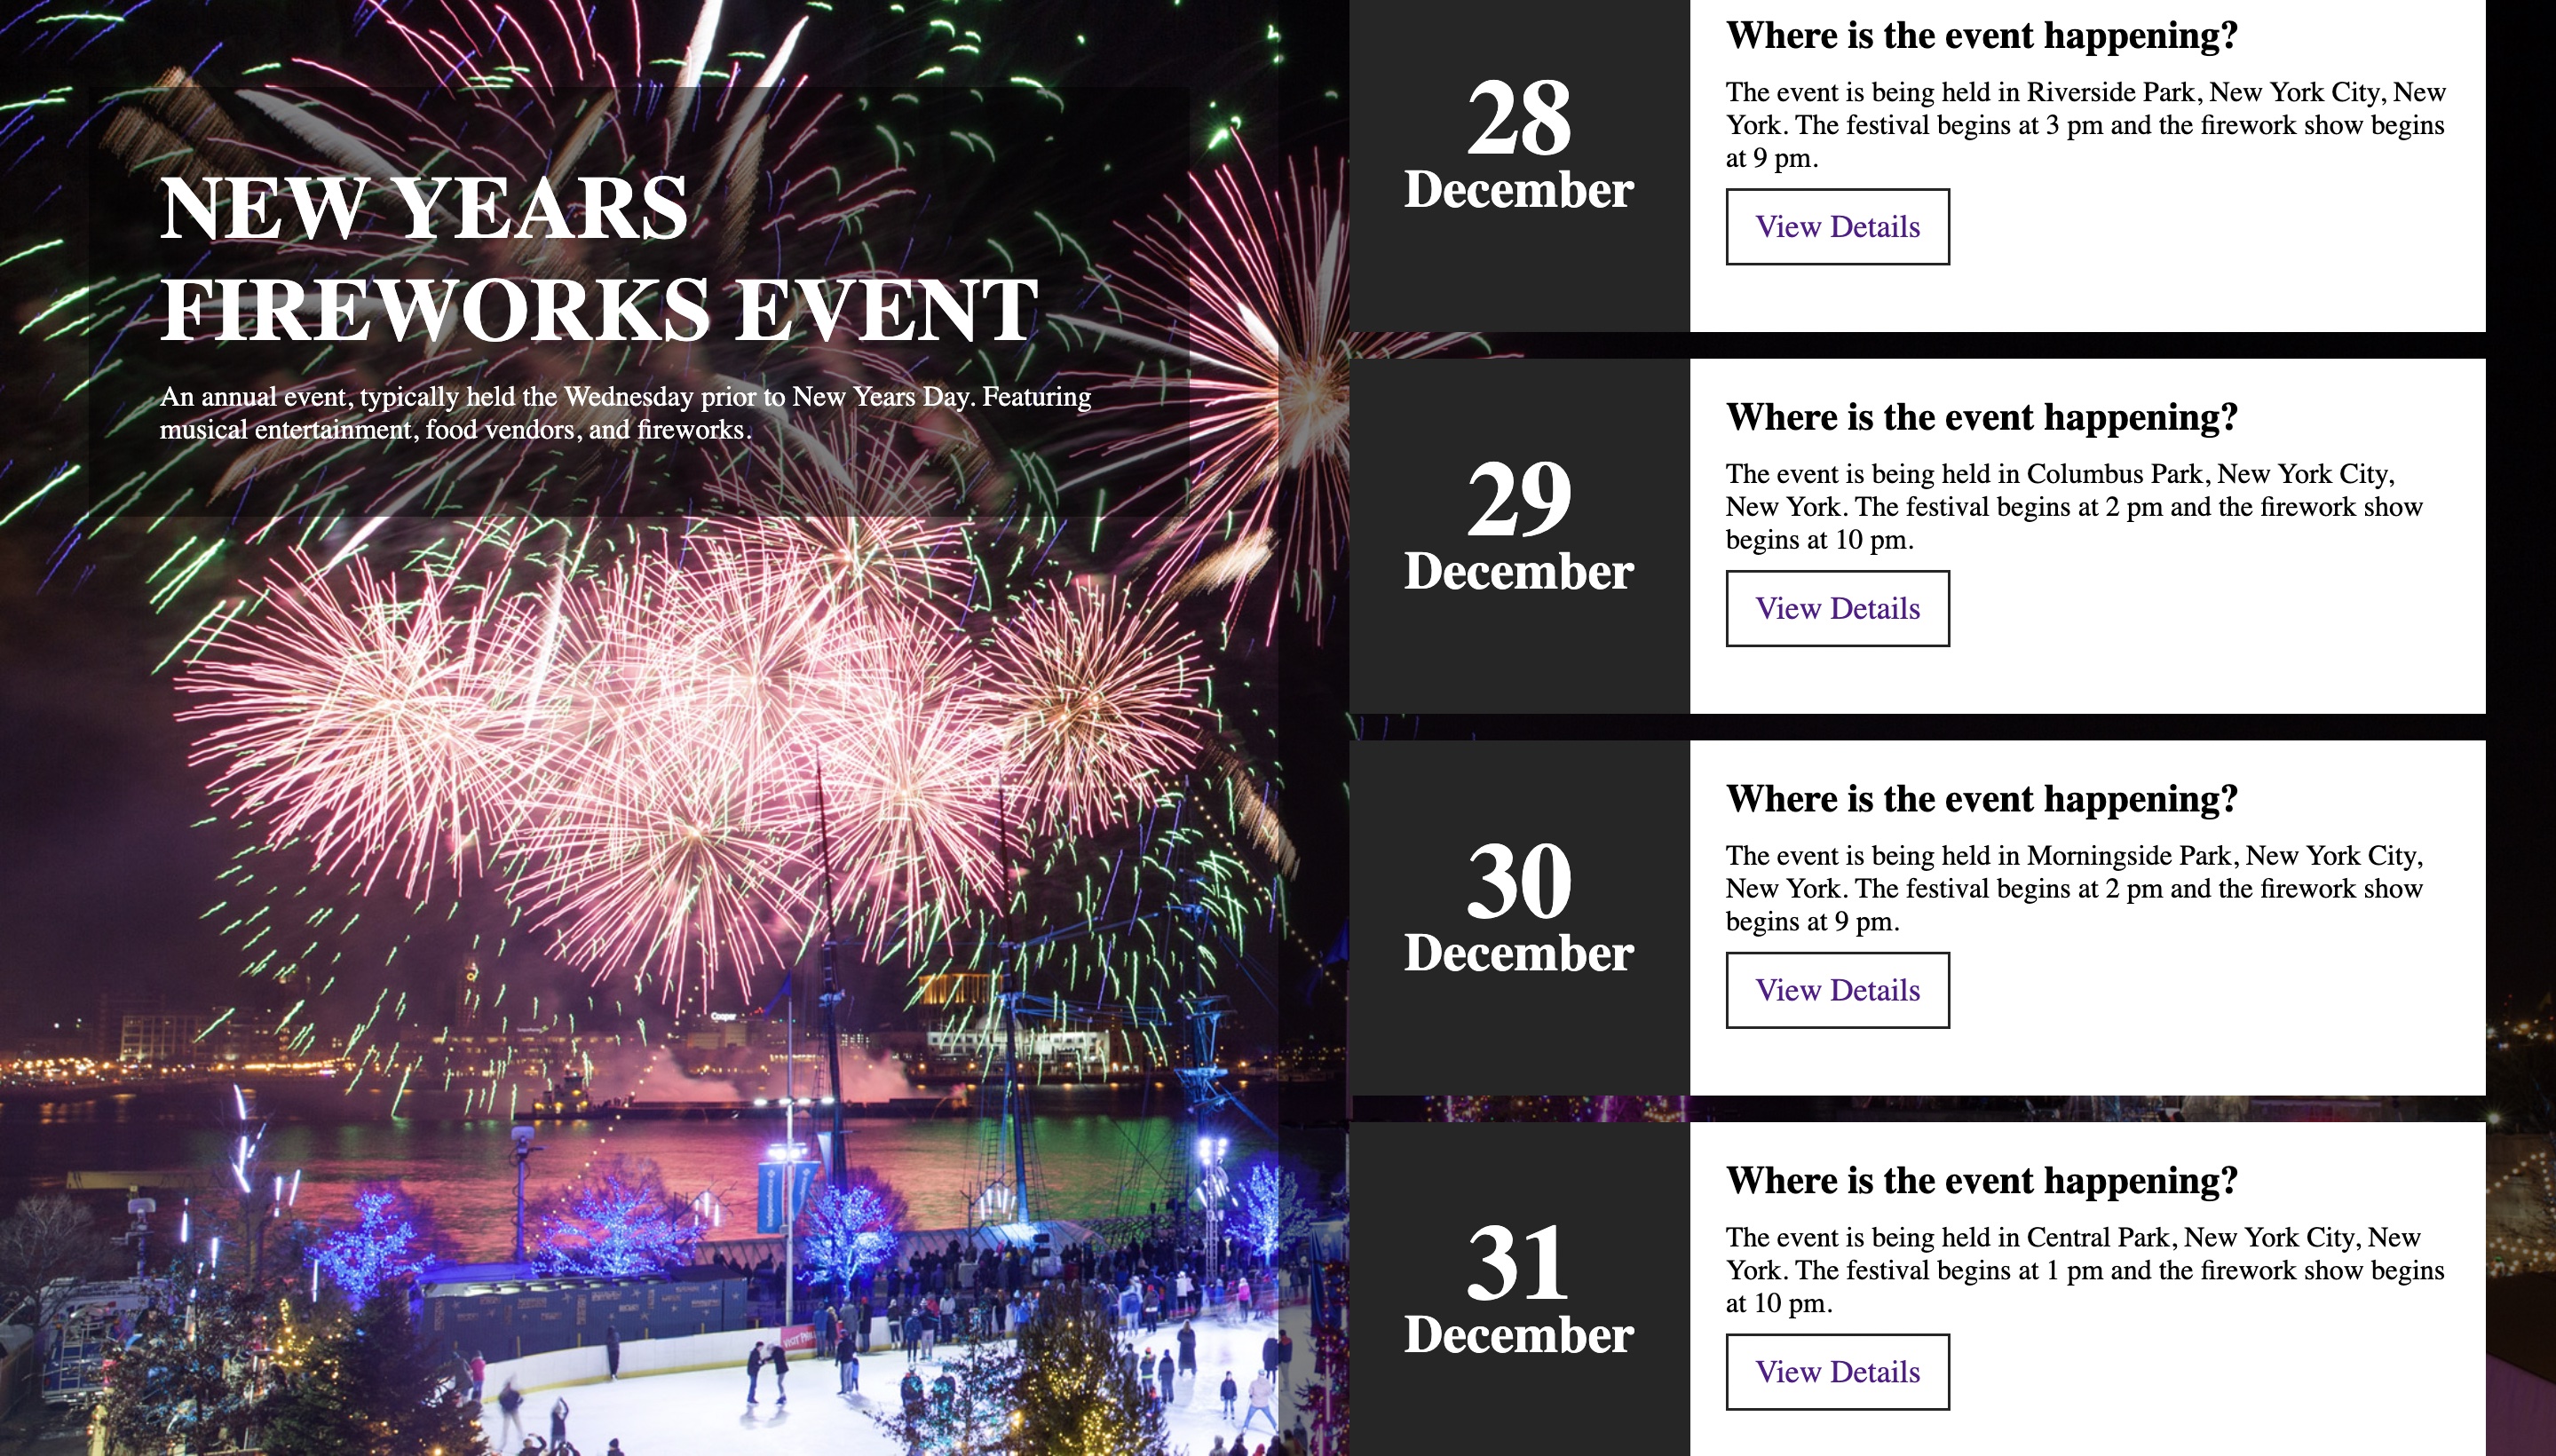 NEW YEARS
FIREWORKS EVENT
An annual event, typically held the Wednesday prior to New Years Day. Featuring
musical entertainment, food vendors, and fireworks.
Cooper
28
December
Where is the event happening?
The event is being held in Riverside Park, New York City, New
York. The festival begins at 3 pm and the firework show begins
at 9 pm.
View Details
29
December
Where is the event happening?
The event is being held in Columbus Park, New York City,
New York. The festival begins at 2 pm and the firework show
begins at 10 pm.
View Details
30
December
Where is the event happening?
The event is being held in Morningside Park, New York City,
New York. The festival begins at 2 pm and the firework show
begins at 9 pm.
View Details
31
December
Where is the event happening?
The event is being held in Central Park, New York City, New
York. The festival begins at 1 pm and the firework show begins
at 10 pm.
View Details